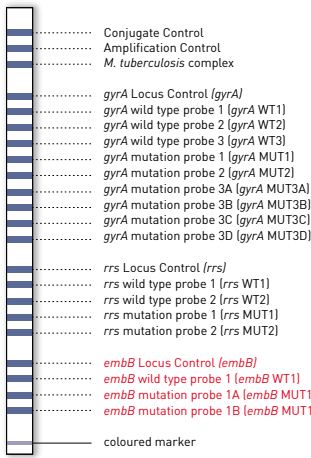 Conjugate Control
Amplification Control
M. tuberculosis complex
gyrA Locus Control (gyrA)
gyrA wild type probe 1 (gyrA WT1)
gyrA wild type probe 2 (gyrA WT2)
gyrA wild type probe 3 (gyrA WT3)
gyrA mutation probe 1 (gyrA MUT1)
gyrA mutation probe 2 (gyrA MUT2)
gyrA mutation probe 3A (gyrA MUT3A)
gyrA mutation probe 3B (gyrA MUT3B)
gyrA mutation probe 3C (gyrA MUT3C)
gyrA mutation probe 3D (gyrA MUT3D)
rrs Locus Control (rrs)
rrs wild type probe 1 (rrs WT1)
rrs wild type probe 2 (rrs WT2)
rrs mutation probe 1 (rrs MUT1)
rrs mutation probe 2 (rrs MUT2)
embB Locus Control (embB)
embB wild type probe 1 (embB WT1)
embB mutation probe 1A (embB MUT1
embB mutation probe 1B (embB MUT1
coloured marker